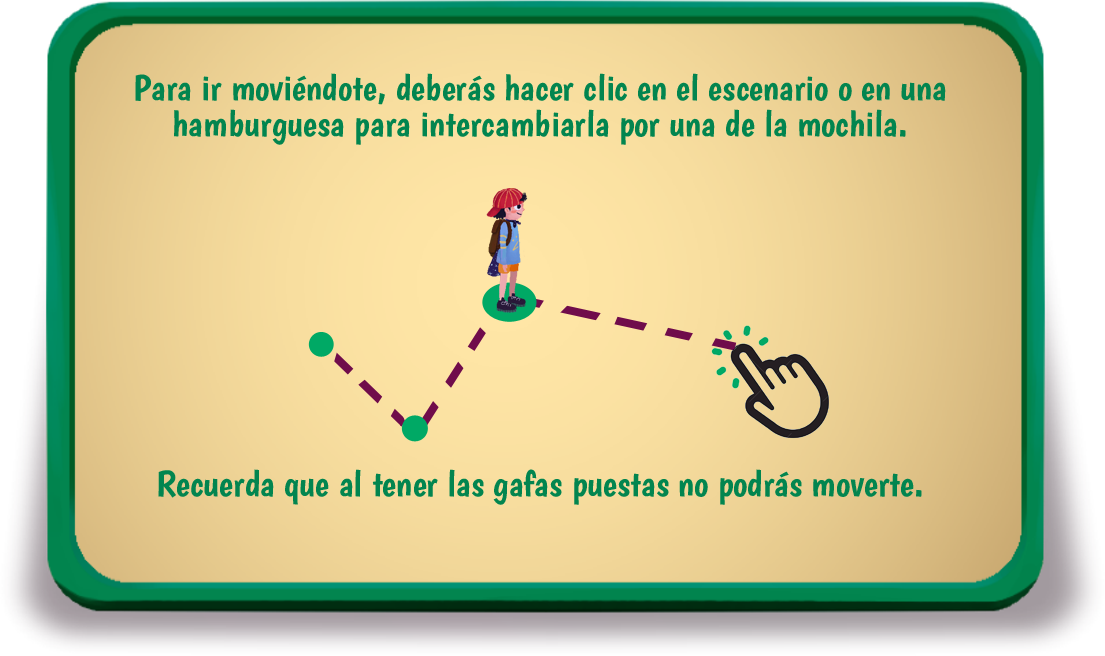 Para ir moviéndote, deberás hacer clic en el escenario o en una
hamburguesa para intercambiarla por una de la mochila.
Recuerda que al tener las gafas puestas no podrás moverte.